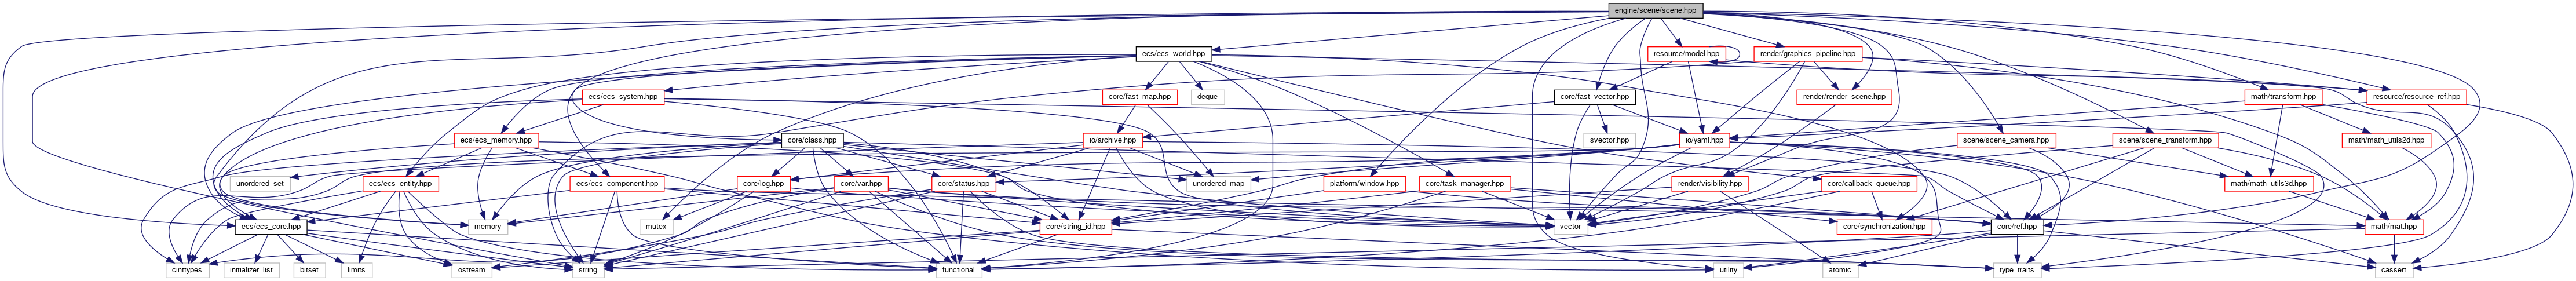 engine/scene/scene.hpp
ecs/ecs_world.hpp
resource/model.hpp
render/graphics_pipeline.hpp
ecs/ecs_system.hpp
core/fast_map.hpp
deque
core/fast_vector.hpp
render/render_scene.hpp
math/transform.hpp
resource/resource_ref.hpp
ecs/ecs_memory.hpp
core/class.hpp
io/archive.hpp
svector.hpp
io/yaml.hpp
scene/scene_camera.hpp
scene/scene_transform.hpp
math/math_utils2d.hpp
unordered_set
ecs/ecs_entity.hpp
ecs/ecs_component.hpp
core/log.hpp
core/var.hpp
core/status.hpp
unordered_map
platform/window.hpp
core/task_manager.hpp
render/visibility.hpp
core/callback_queue.hpp
math/math_utils3d.hpp
ecs/ecs_core.hpp
memory
mutex
core/string_id.hpp
vector
core/synchronization.hpp
core/ref.hpp
math/mat.hpp
cinttypes
initializer_list
bitset
limits
ostream
string
functional
utility
atomic
type_traits
cassert